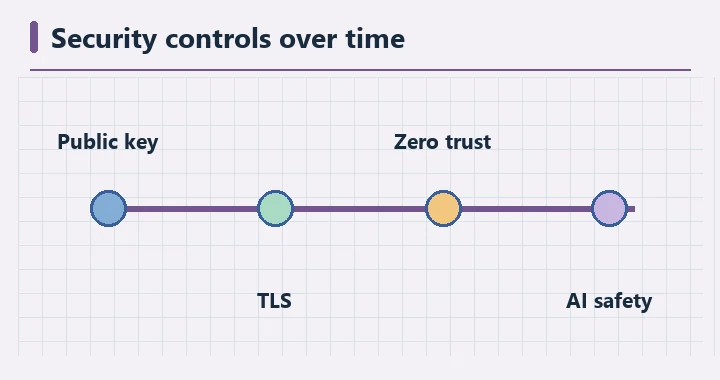 Security controls over time
Public key
Zero trust
TLS
AI safety